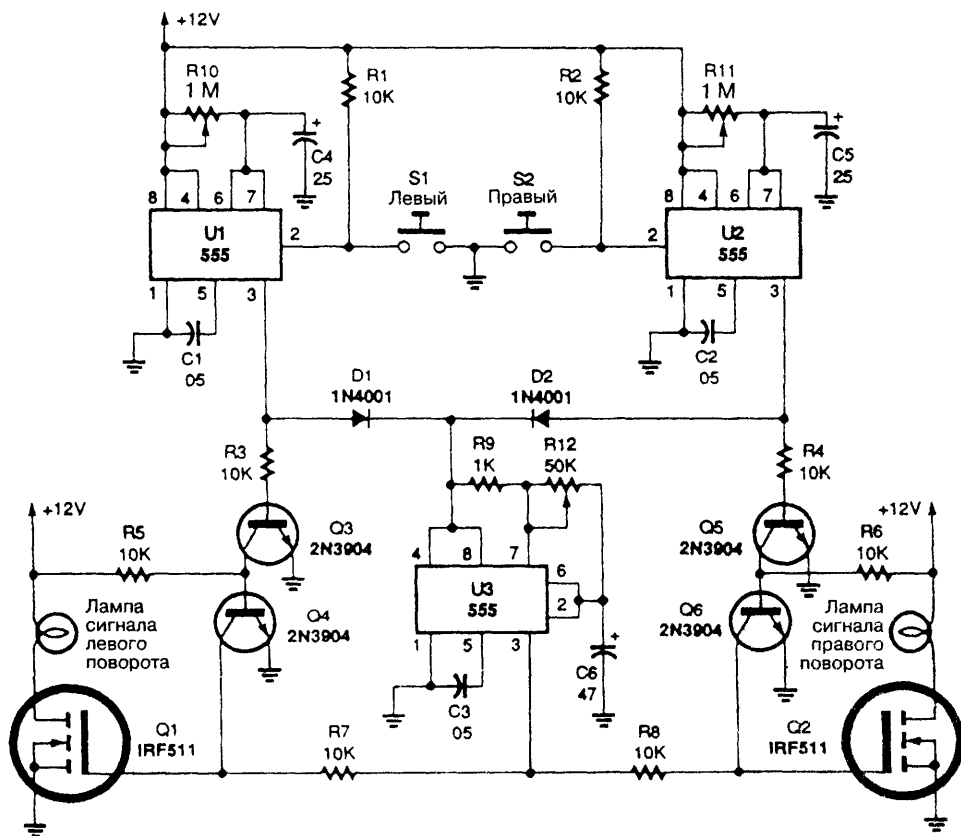 +12V
R10
1 M
R1
10K
R2
10K
R11
1 M
+
C4
25
+
C5
25
S1
Левый
S2
Правый
8 4 6 7
U1
555
2
1 5 3
8 4 6 7
2
U2
555
1 5 3
C1
05
C2
05
D1
1N4001
D2
1N4001
R3
10K
R9
1K
R12
50K
R4
10K
+12V
R5
10K
Q3
2N3904
Q5
2N3904
R6
10K
+12V
4 8 7
U3
555
6
2
1 5 3
Лампа
сигнала
левого
поворота
Q4
2N3904
Q6
2N3904
Лампа
сигнала
правого
поворота
+
C6
47
C3
05
Q1
IRF511
R7
10K
R8
10K
Q2
IRF511